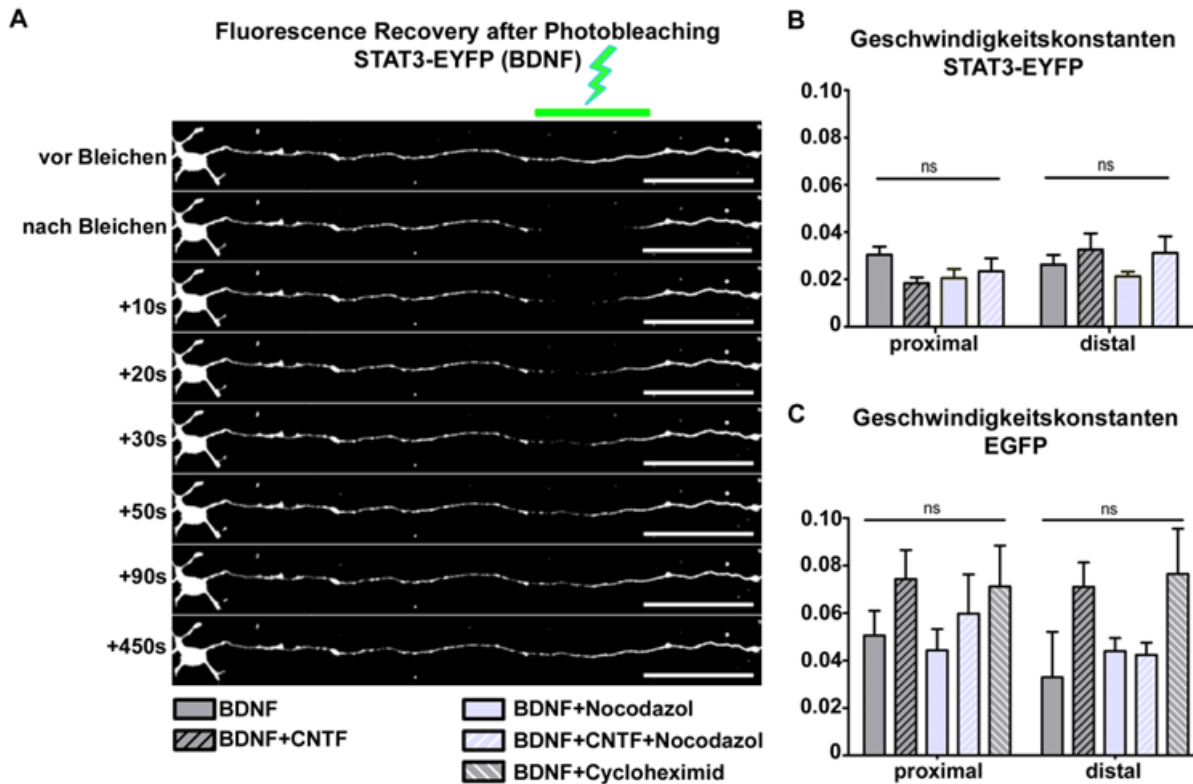 A
Fluorescence Recovery after Photobleaching
STAT3-EYFP (BDNF)
vor Bleichen
nach Bleichen
+10s
+20s
+30s
+50s
+90s
+450s
BDNF
BDNF+CNTF
BDNF+Nocodazol
BDNF+CNTF+Nocodazol
BDNF+Cycloheximid
B
Geschwindigkeitskonstanten
STAT3-EYFP
0.10
0.08
0.06
0.04
0.02
0
ns
ns
proximal
distal
C
Geschwindigkeitskonstanten
EGFP
0.10
0.08
0.06
0.04
0.02
0
ns
ns
proximal
distal